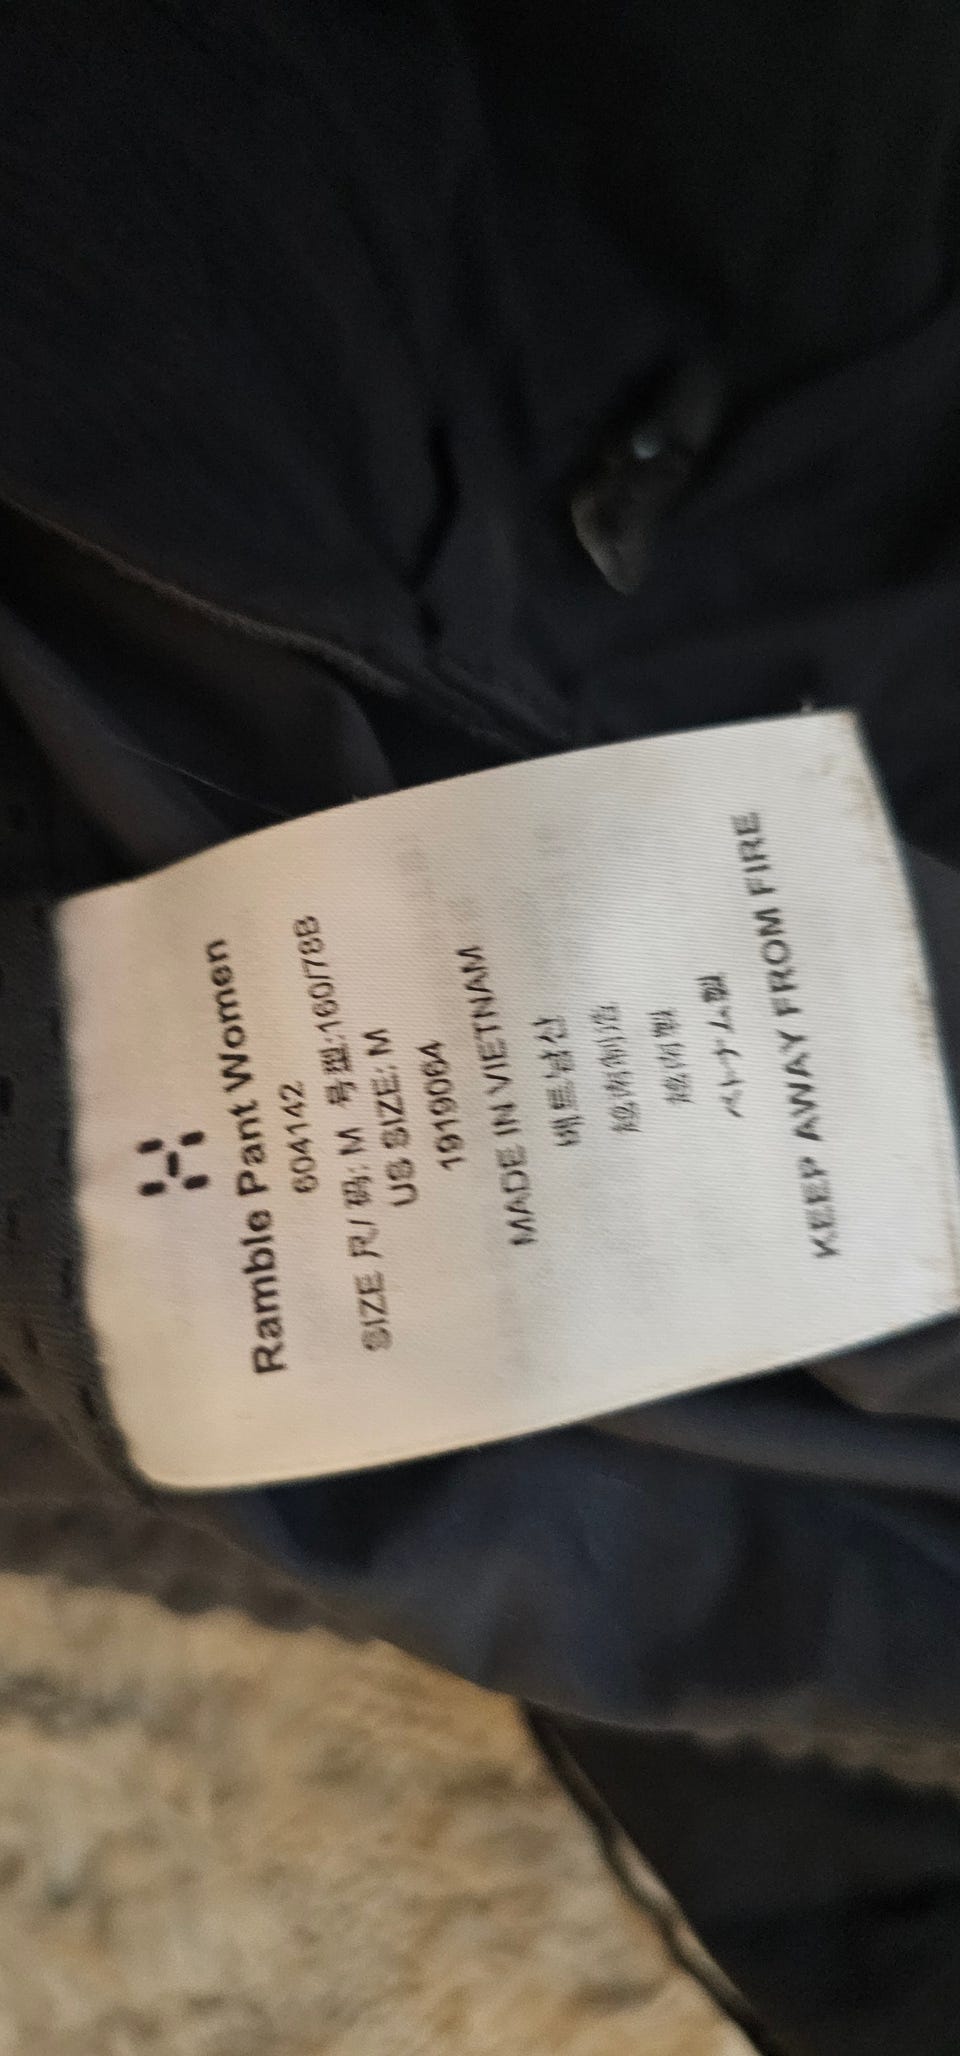 Ramble Pant Women
604142
SIZE 尺/码: M 号型:160/78B
US SIZE: M
1919064
MADE IN VIETNAM
베트남산
越南制造
越南製
ベトナム製
KEEP AWAY FROM FIRE